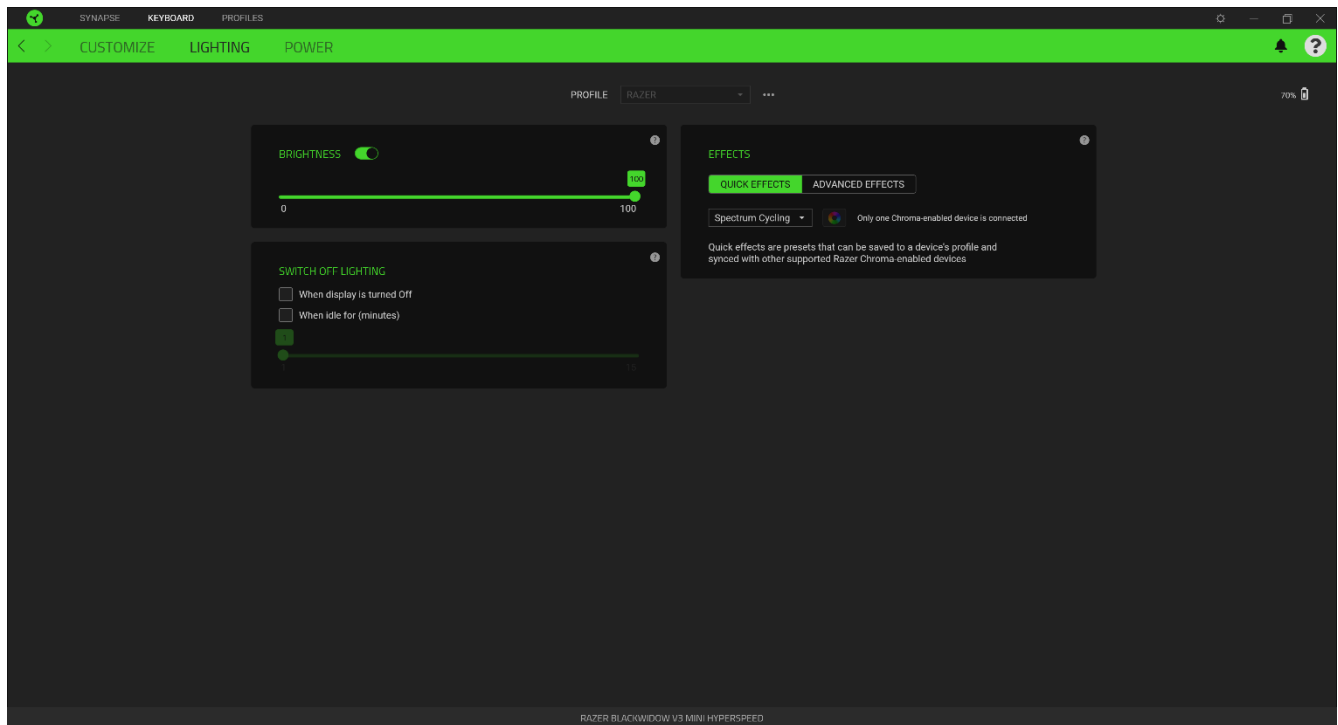 SYNAPSE KEYBOARD PROFILES
CUSTOMIZE LIGHTING POWER
?
PROFILE RAZER
70%
BRIGHTNESS
?
100
0 100
SWITCH OFF LIGHTING
?
When display is turned Off
When idle for (minutes)
1
1 15
EFFECTS
?
QUICK EFFECTS ADVANCED EFFECTS
Spectrum Cycling Only one Chroma-enabled device is connected
Quick effects are presets that can be saved to a device's profile and
synced with other supported Razer Chroma-enabled devices
RAZER BLACKWIDOW V3 MINI HYPERSPEED